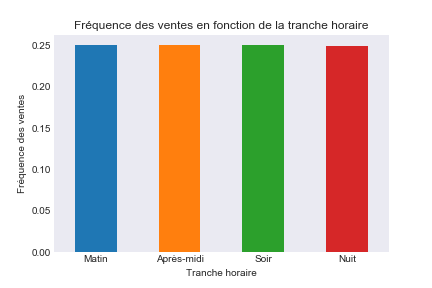 Fréquence des ventes en fonction de la tranche horaire
Fréquence des ventes
0.25
0.20
0.15
0.10
0.05
0.00
Matin
Après-midi
Soir
Nuit
Tranche horaire